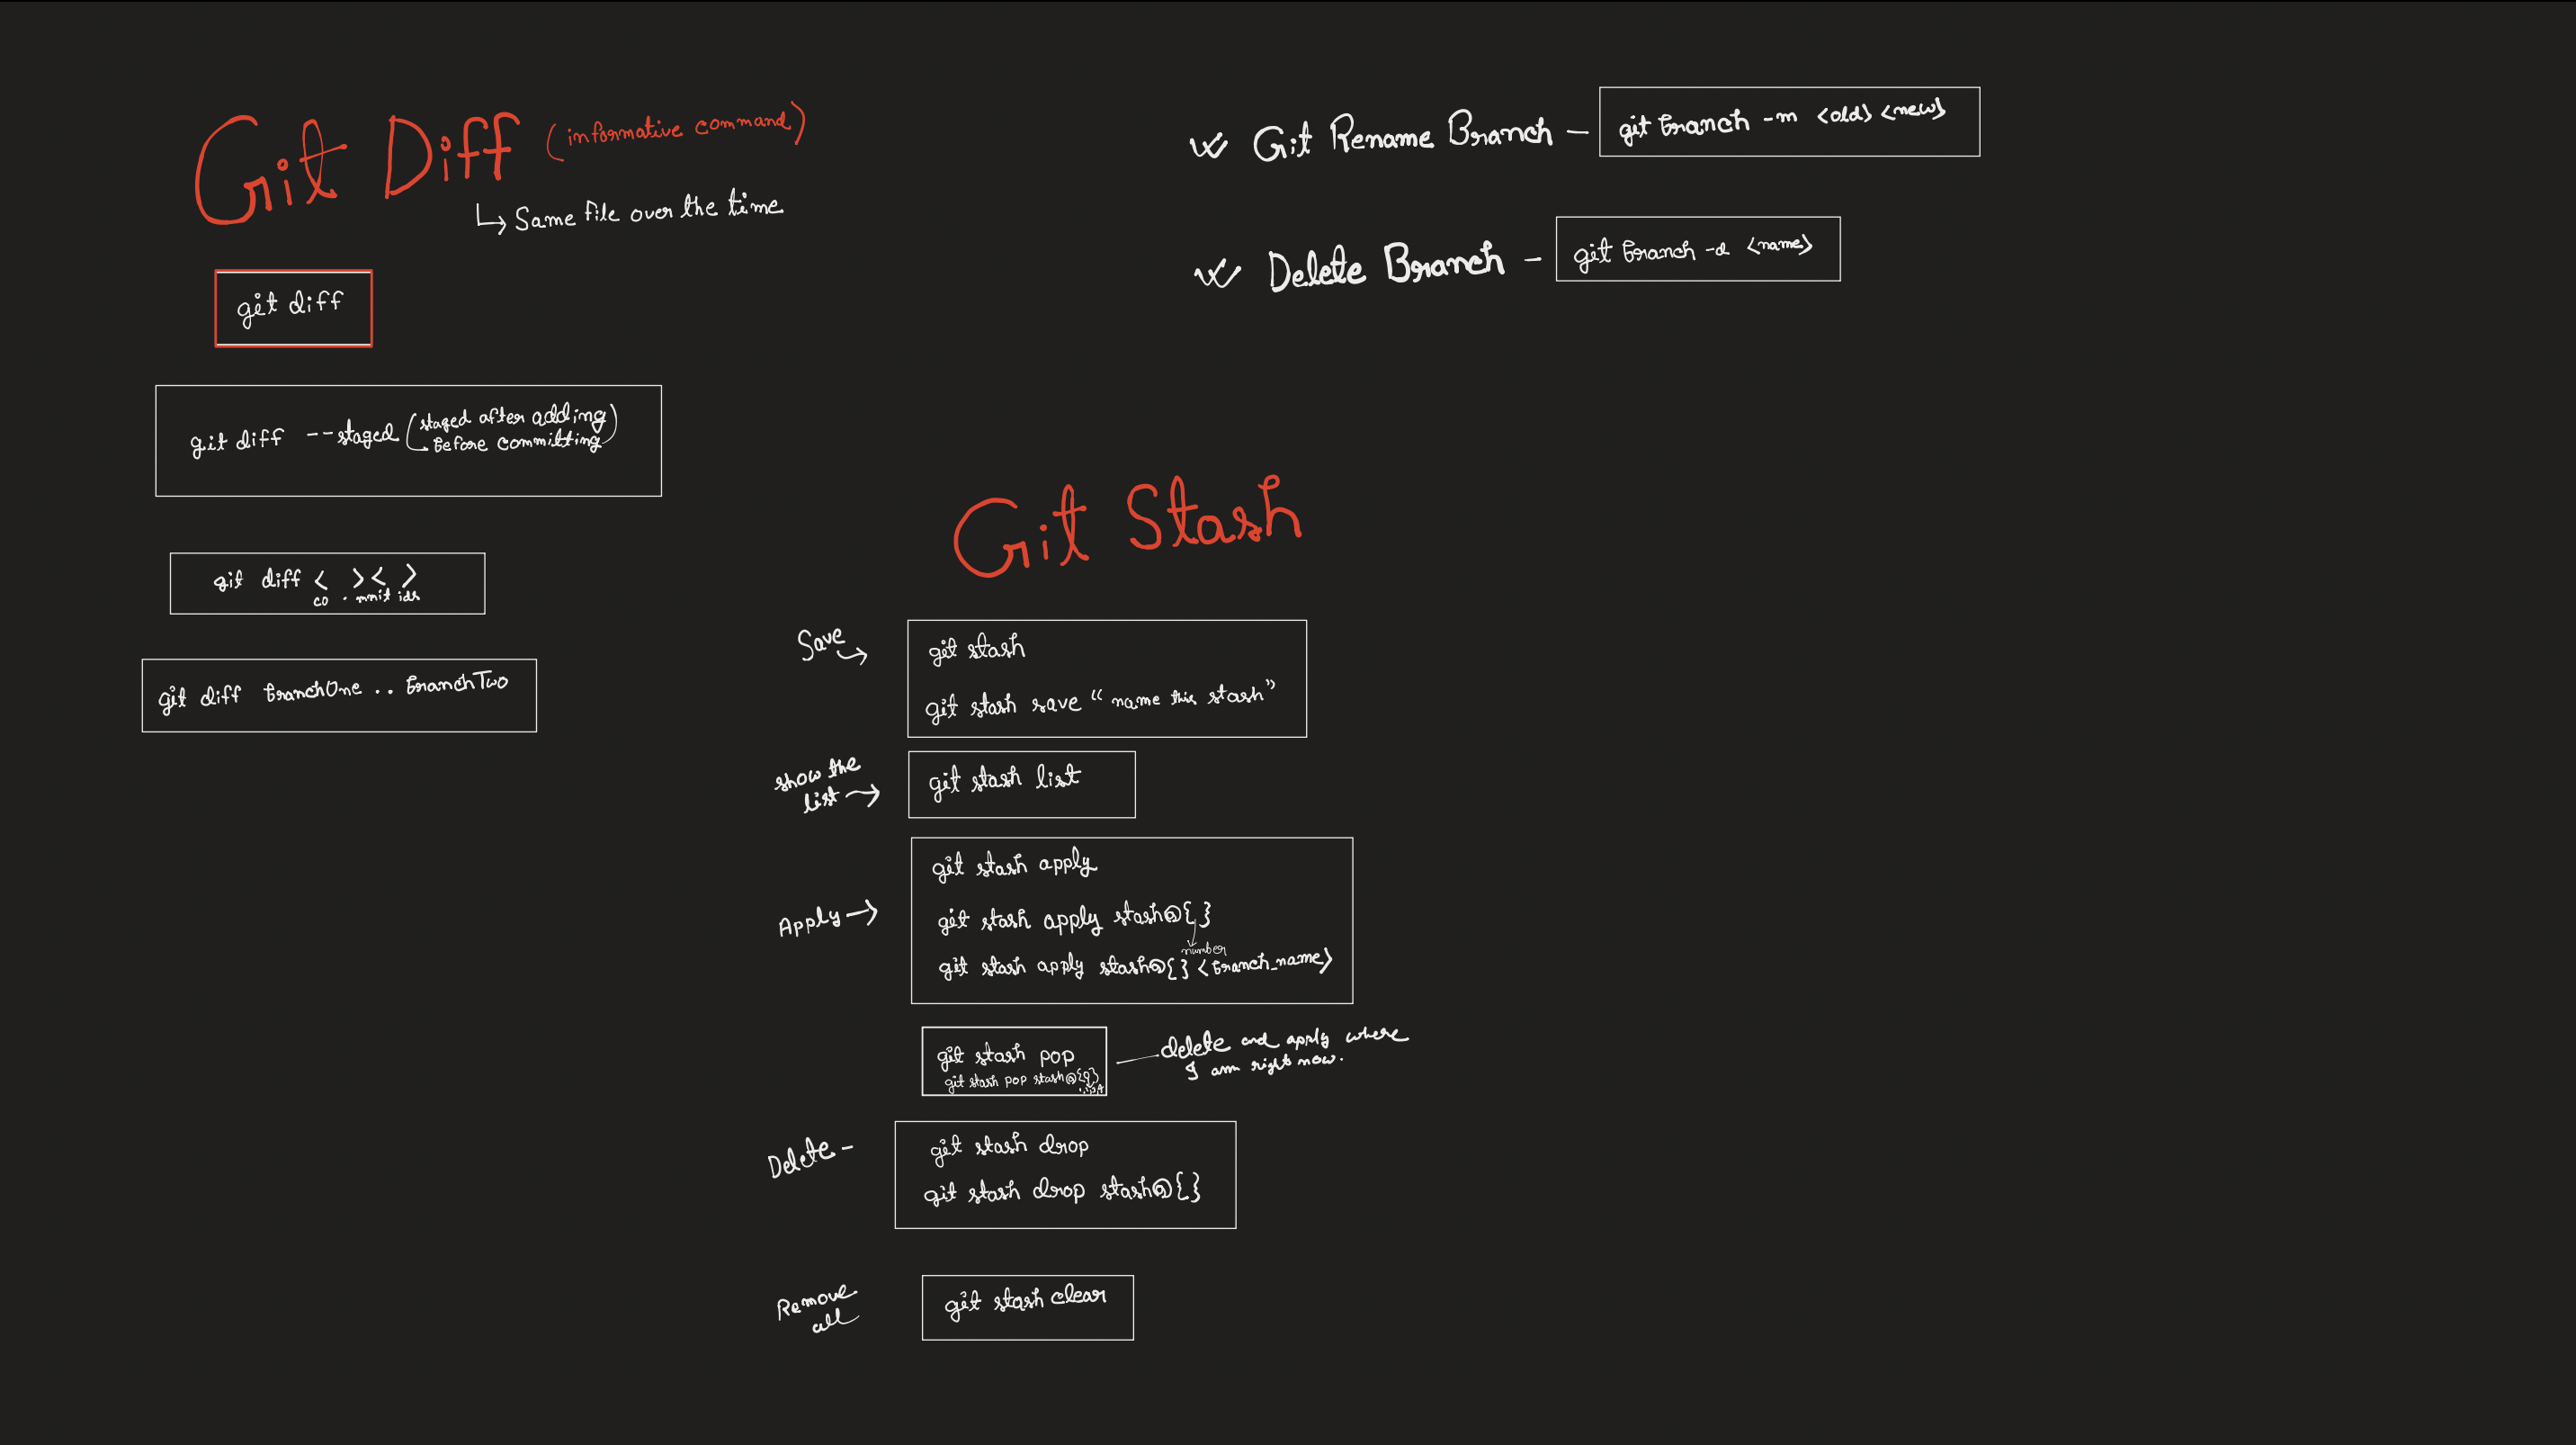 Git Diff (informative command)
↳ Same file over the time
git diff
git diff --staged (staged after adding
before committing)
git diff < > < >
commit ids
git diff branchOne .. branchTwo
Git Rename Branch - git branch -m <old> <new>
Delete Branch - git branch -d <name>
Git Stash
Save → git stash
git stash save “name this stash”
show the
list → git stash list
Apply → git stash apply
git stash apply stash@{ }
number
git stash apply stash@{ } <branch_name>
git stash pop
git stash pop stash@{ }
delete and apply where
I am right now.
Delete - git stash drop
git stash drop stash@{ }
Remove
all
git stash clear